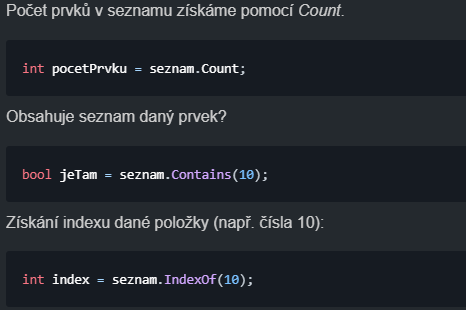 Počet prvků v seznamu získáme pomocí Count.
int pocetPrvku = seznam.Count;
Obsahuje seznam daný prvek?
bool jeTam = seznam.Contains(10);
Získání indexu dané položky (např. čísla 10):
int index = seznam.IndexOf(10);